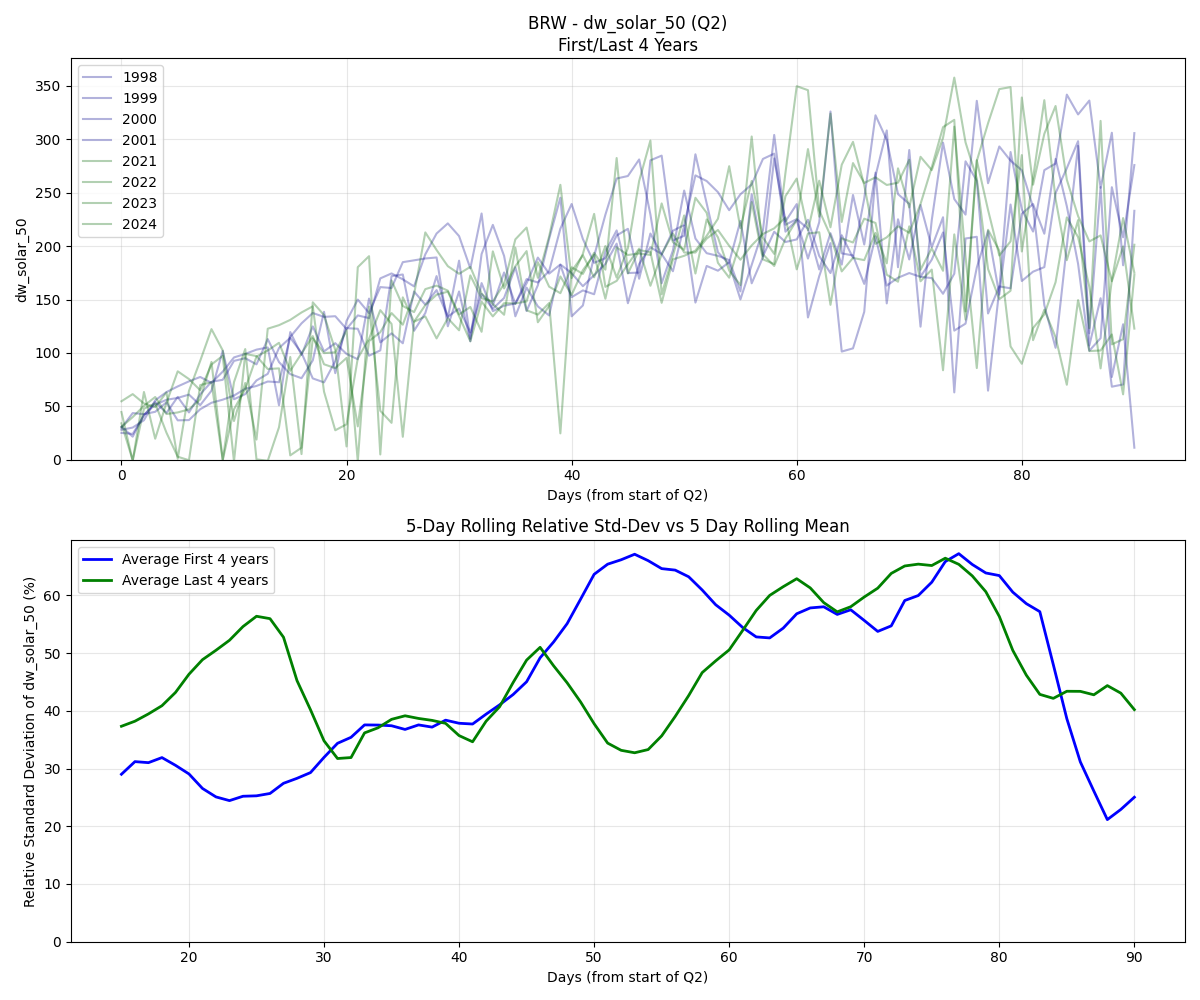 BRW - dw_solar_50 (Q2)
First/Last 4 Years
dw_solar_50
350
300
250
200
150
100
50
0
1998
1999
2000
2001
2021
2022
2023
2024
0 20 40 60 80
Days (from start of Q2)
5-Day Rolling Relative Std-Dev vs 5 Day Rolling Mean
Relative Standard Deviation of dw_solar_50 (%)
60
50
40
30
20
10
0
Average First 4 years
Average Last 4 years
20 30 40 50 60 70 80 90
Days (from start of Q2)